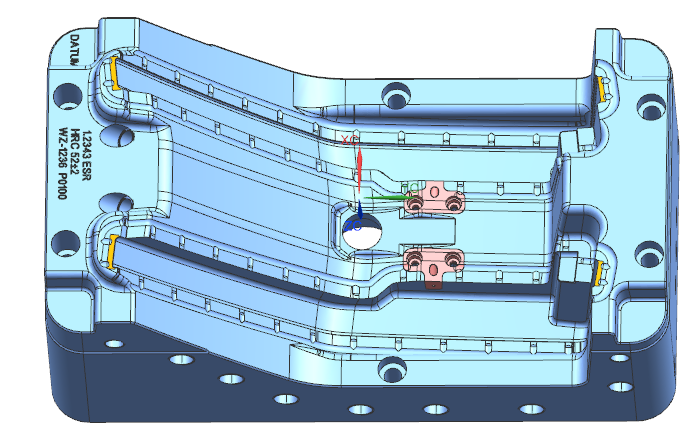 DATUM
1.2343 ESR
HRC 52±2
WZ-1236 P0100